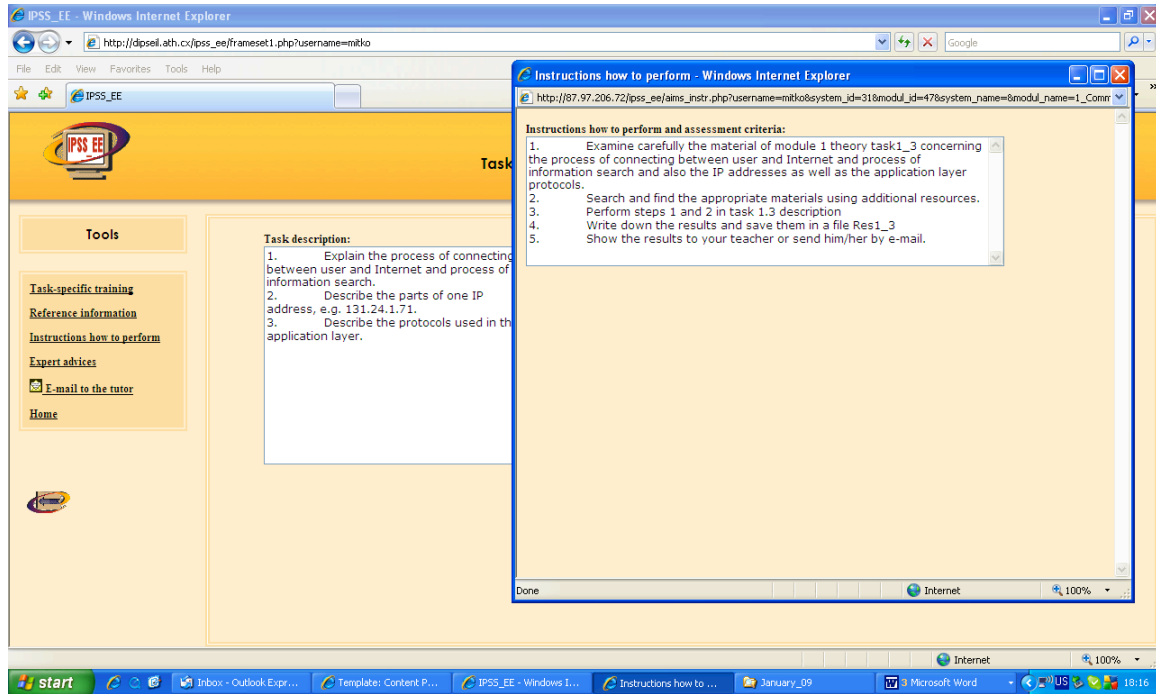 IPSS_EE - Windows Internet Explorer
http://dipseil.ath.cx/ipss_ee/frameset1.php?username=mitko
Google
File Edit View Favorites Tools Help
IPSS_EE
IPSS EE
Task
Tools
Task-specific training
Reference information
Instructions how to perform
Expert advices
E-mail to the tutor
Home
Task description:
1. Explain the process of connecting
between user and Internet and process of
information search.
2. Describe the parts of one IP
address, e.g. 131.24.1.71.
3. Describe the protocols used in th
application layer.
Instructions how to perform - Windows Internet Explorer
http://87.97.206.72/ipss_ee/aims_instr.php?username=mitko&system_id=31&modul_id=47&system_name=&modul_name=1_Comm
Instructions how to perform and assessment criteria:
1. Examine carefully the material of module 1 theory task1_3 concerning
the process of connecting between user and Internet and process of
information search and also the IP addresses as well as the application layer
protocols.
2. Search and find the appropriate materials using additional resources.
3. Perform steps 1 and 2 in task 1.3 description
4. Write down the results and save them in a file Res1_3
5. Show the results to your teacher or send him/her by e-mail.
Done
Internet
100%
Internet
100%
start
Inbox - Outlook Expr...
Template: Content P...
IPSS_EE - Windows I...
Instructions how to ...
January_09
3 Microsoft Word
US
18:16